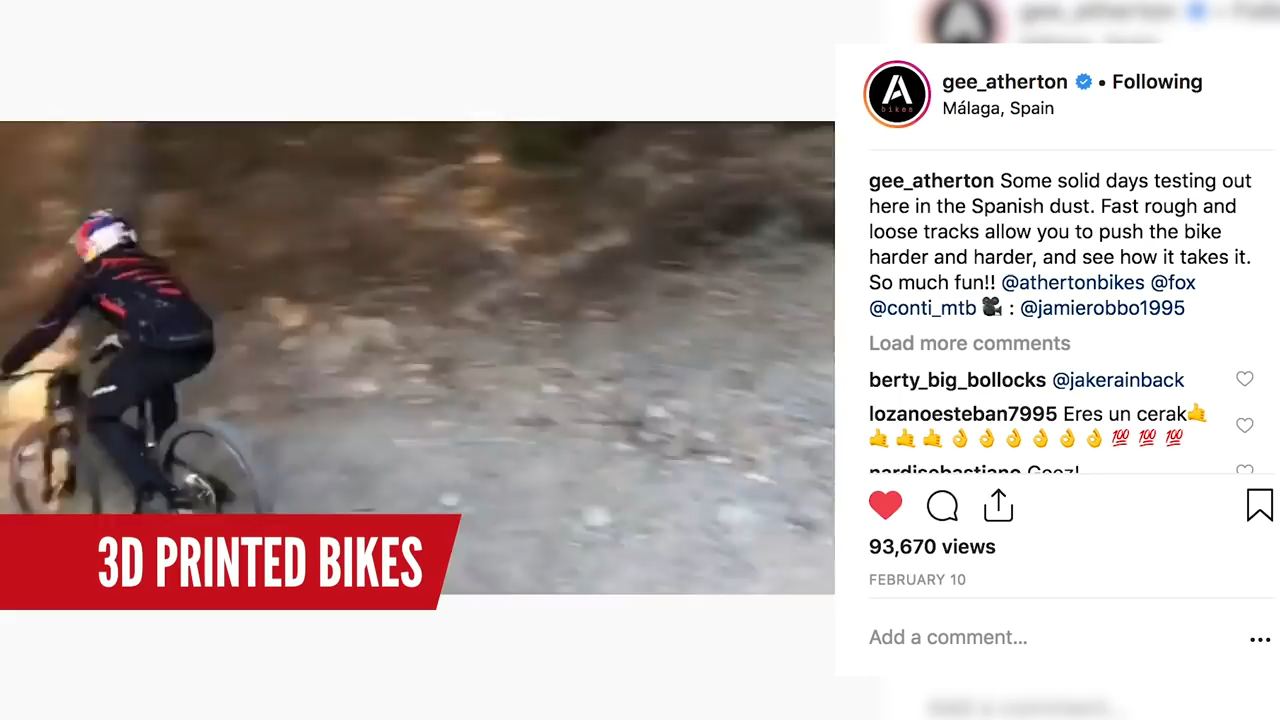 gee_atherton • Following
Málaga, Spain
A
bikes
gee_atherton Some solid days testing out
here in the Spanish dust. Fast rough and
loose tracks allow you to push the bike
harder and harder, and see how it takes it.
So much fun!! @athertonbikes @fox
@conti_mtb 🎥 : @jamierobbo1995
Load more comments
berty_big_bollocks @jakerainback
lozanoesteban7995 Eres un cerak🤙
🤙🤙🤙👌👌👌👌👌👌💯💯💯
nardisebastiano Geez!
93,670 views
FEBRUARY 10
Add a comment...
3D PRINTED BIKES